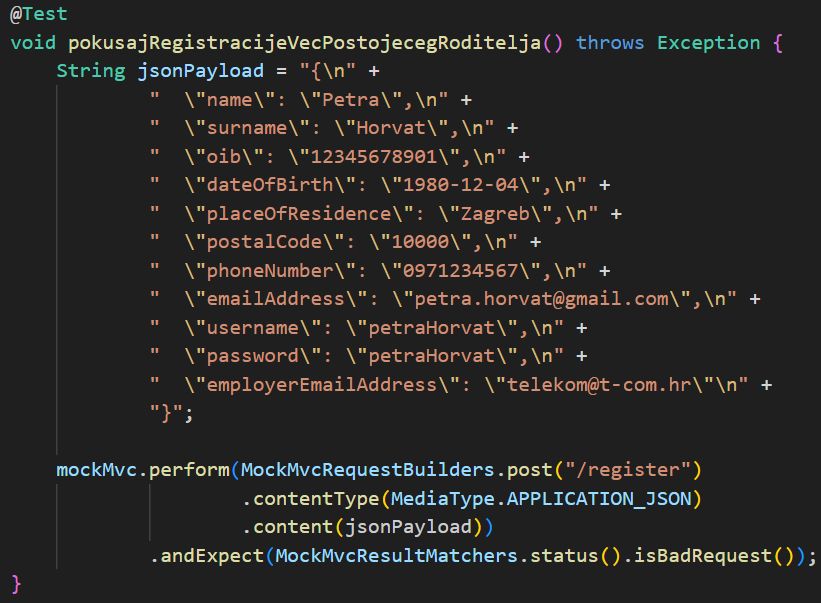 @Test
void pokusajRegistracijeVecPostojecegRoditelja() throws Exception {
    String jsonPayload = "{\n" +
            "  \"name\": \"Petra\",\n" +
            "  \"surname\": \"Horvat\",\n" +
            "  \"oib\": \"12345678901\",\n" +
            "  \"dateOfBirth\": \"1980-12-04\",\n" +
            "  \"placeOfResidence\": \"Zagreb\",\n" +
            "  \"postalCode\": \"10000\",\n" +
            "  \"phoneNumber\": \"0971234567\",\n" +
            "  \"emailAddress\": \"petra.horvat@gmail.com\",\n" +
            "  \"username\": \"petraHorvat\",\n" +
            "  \"password\": \"petraHorvat\",\n" +
            "  \"employerEmailAddress\": \"telekom@t-com.hr\"\n" +
            "}";

    mockMvc.perform(MockMvcRequestBuilders.post("/register")
                    .contentType(MediaType.APPLICATION_JSON)
                    .content(jsonPayload))
            .andExpect(MockMvcResultMatchers.status().isBadRequest());
}